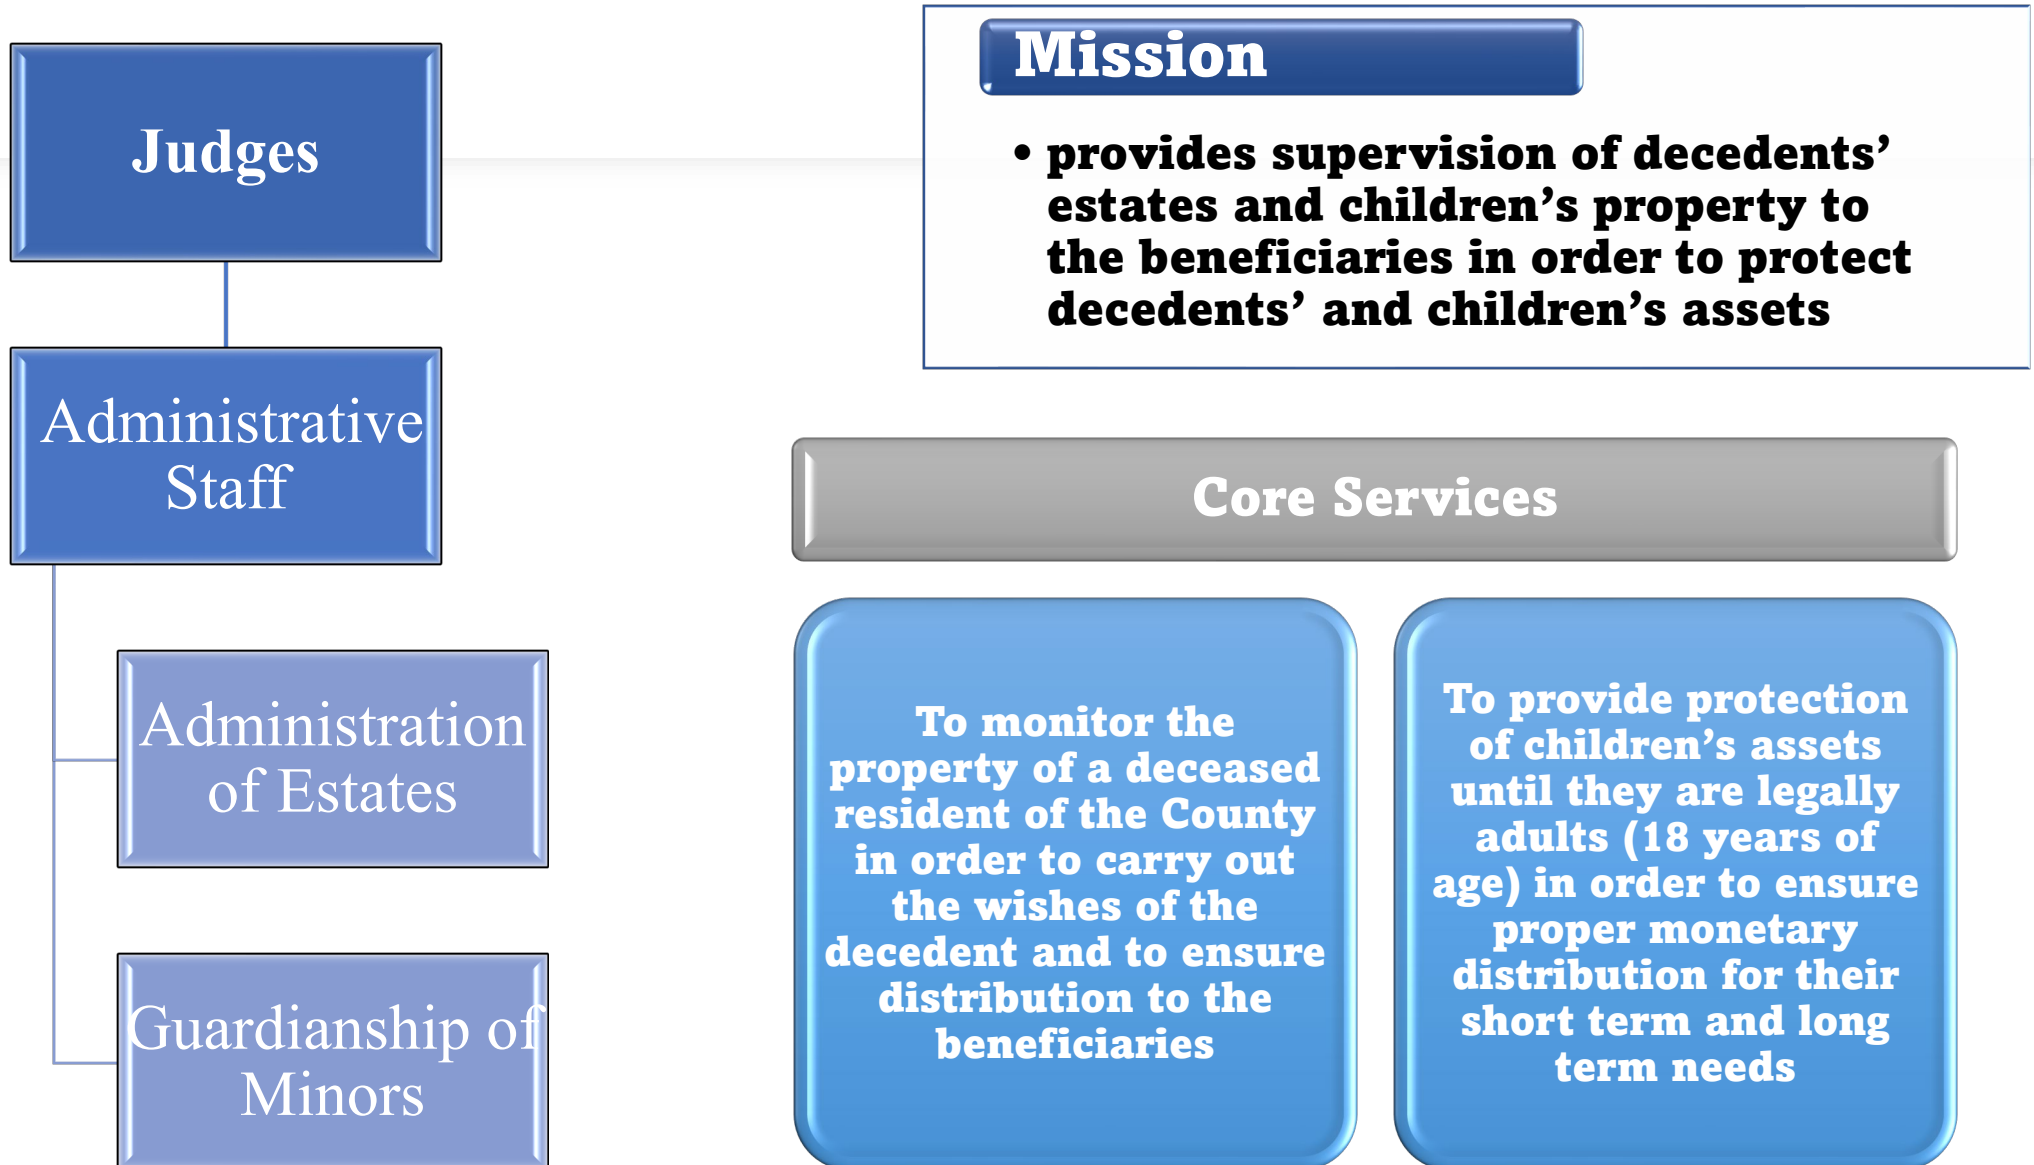 Judges
Administrative
Staff
Administration
of Estates
Guardianship of
Minors
Mission
• provides supervision of decedents’
estates and children’s property to
the beneficiaries in order to protect
decedents’ and children’s assets
Core Services
To monitor the
property of a deceased
resident of the County
in order to carry out
the wishes of the
decedent and to ensure
distribution to the
beneficiaries
To provide protection
of children’s assets
until they are legally
adults (18 years of
age) in order to ensure
proper monetary
distribution for their
short term and long
term needs